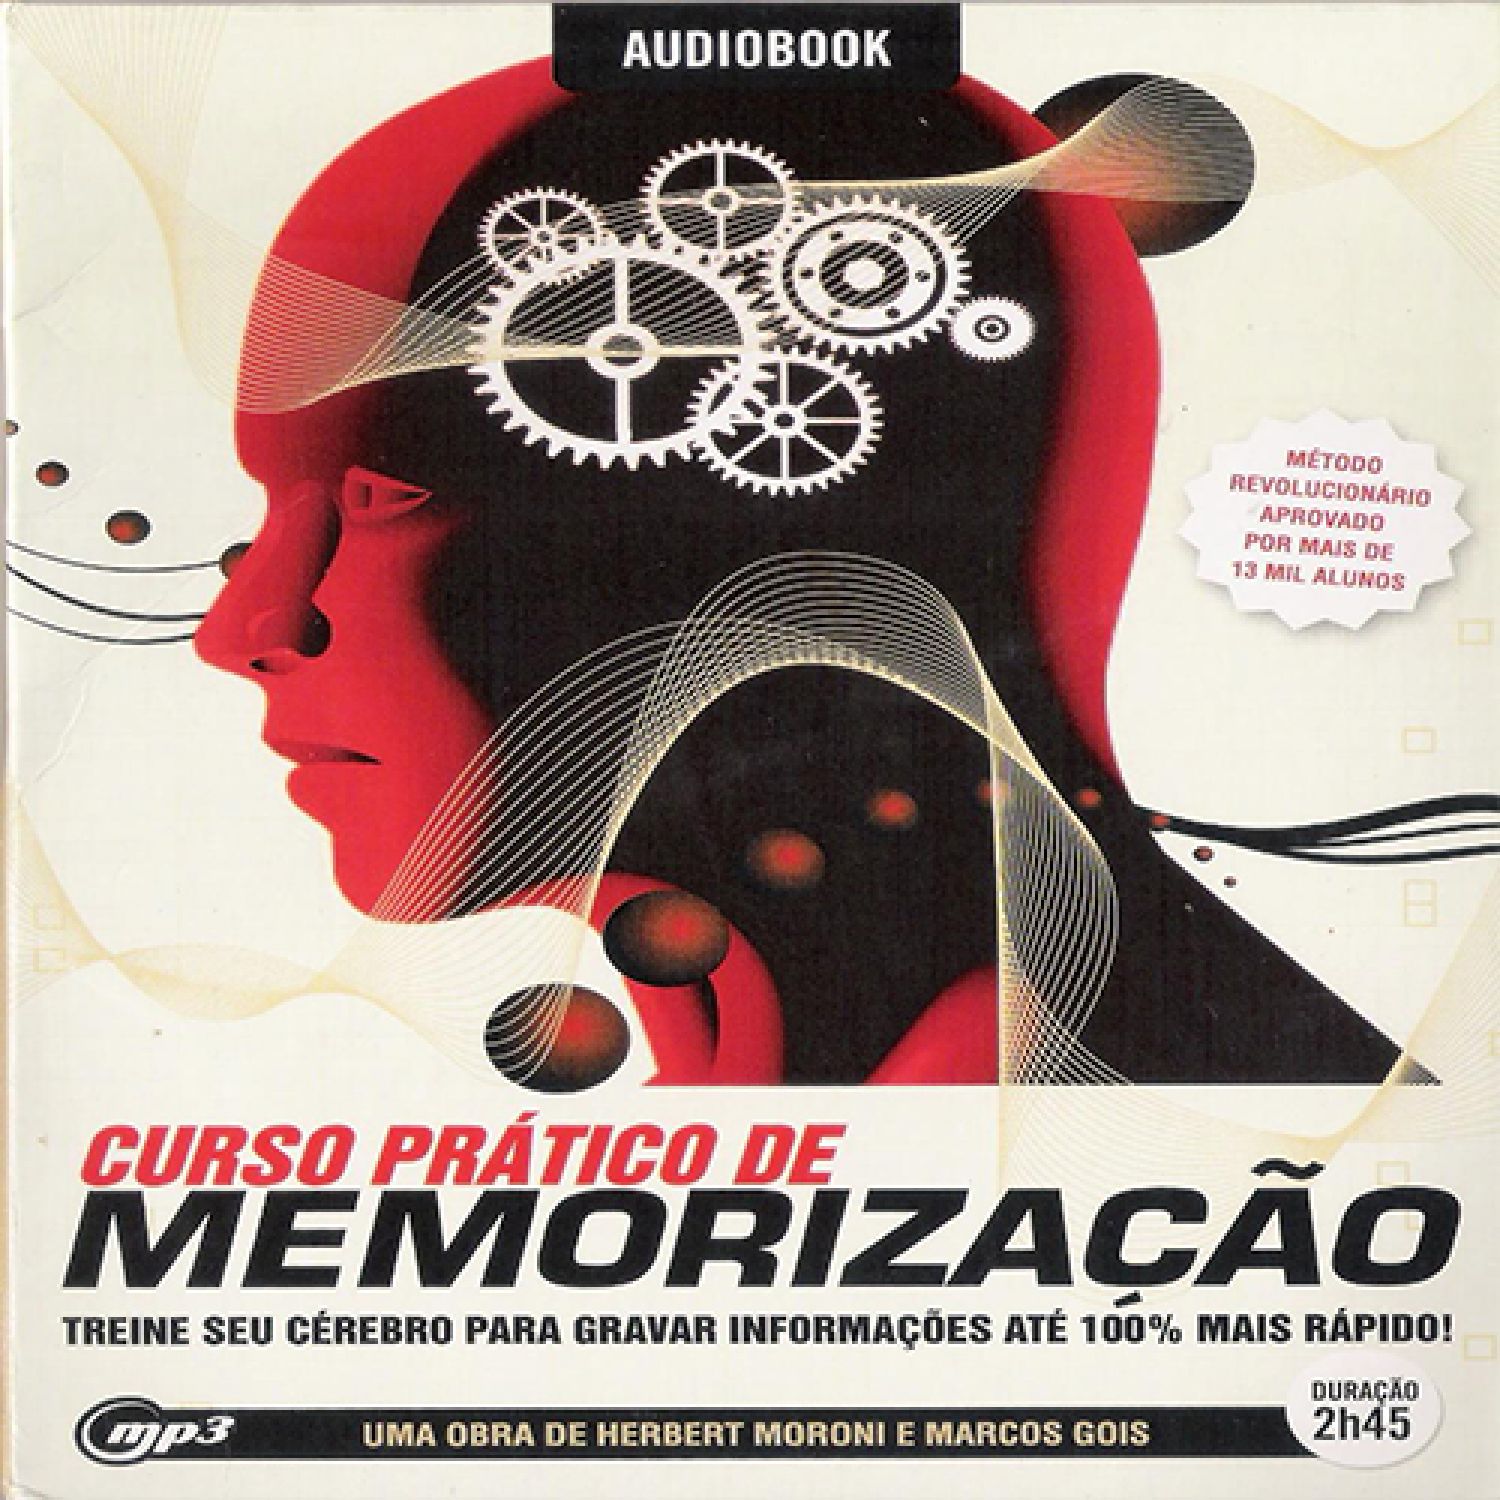 AUDIOBOOK
MÉTODO
REVOLUCIONÁRIO
APROVADO
POR MAIS DE
13 MIL ALUNOS
CURSO PRÁTICO DE
MEMORIZAÇÃO
TREINE SEU CÉREBRO PARA GRAVAR INFORMAÇÕES ATÉ 100% MAIS RÁPIDO!
mp3
UMA OBRA DE HERBERT MORONI E MARCOS GOIS
DURAÇÃO
2h45